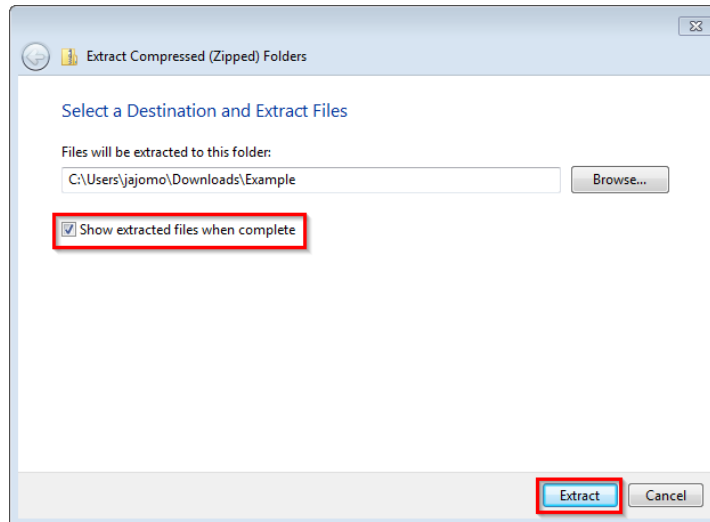 Extract Compressed (Zipped) Folders
Select a Destination and Extract Files
Files will be extracted to this folder:
C:\Users\jajomo\Downloads\Example
Browse...
Show extracted files when complete
Extract
Cancel